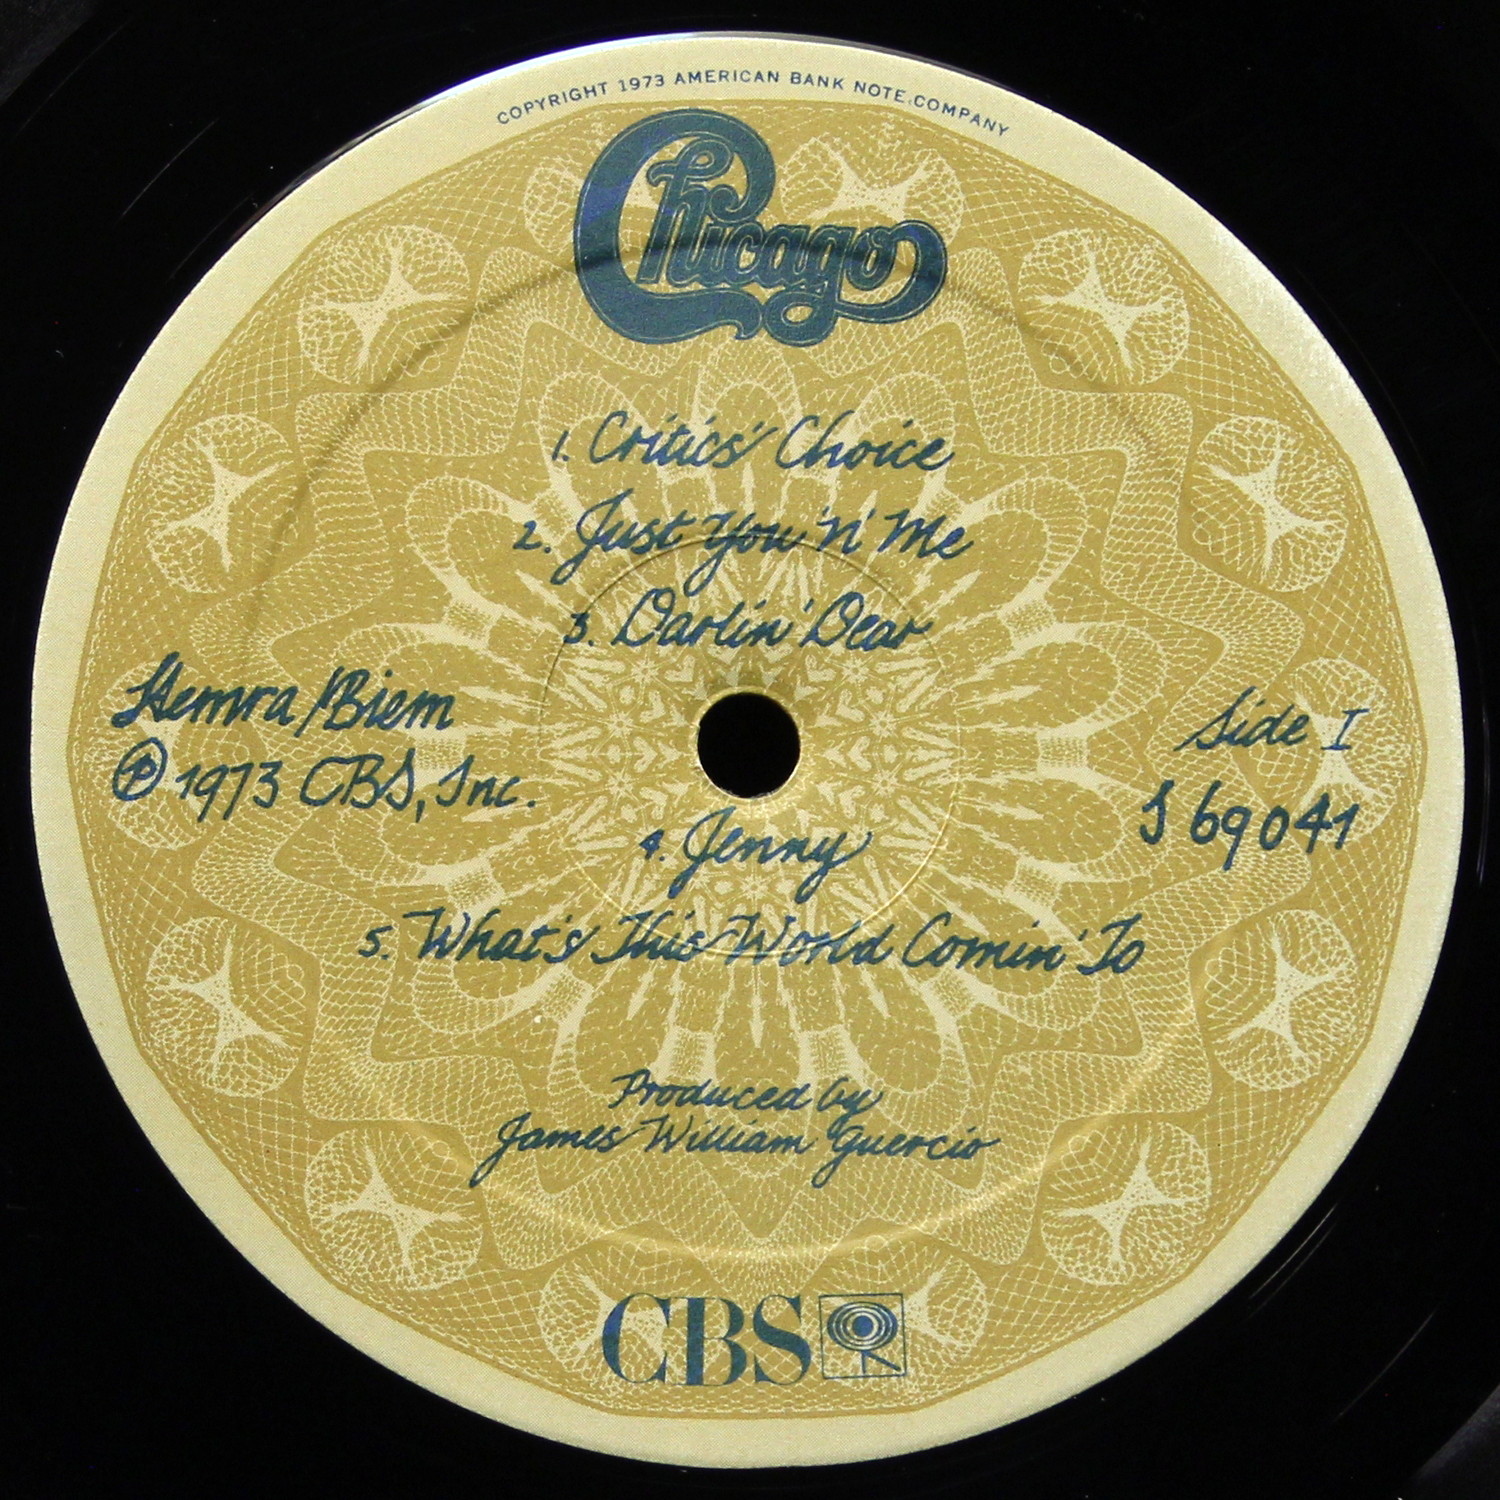 COPYRIGHT 1973 AMERICAN BANK NOTE COMPANY
Chicago
1. Critics' Choice
2. Just You 'n' Me
3. Darlin' Dear
Stemra/Biem
℗ 1973 CBS, Inc.
Side I
S 69041
4. Jenny
5. What's This World Comin' To
Produced by
James William Guercio
CBS